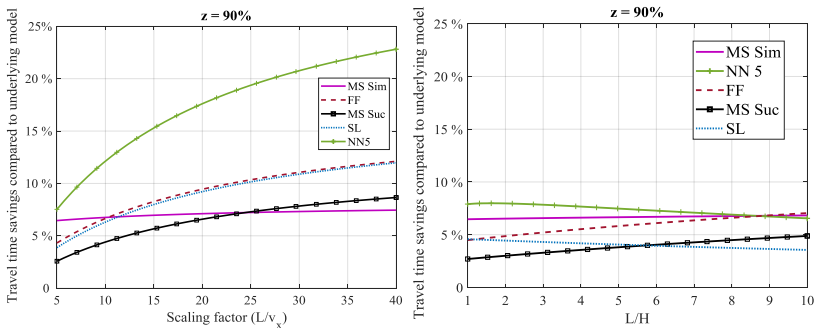 z = 90%
Travel time savings compared to underlying model
25 %
20 %
15 %
10 %
5 %
0
5
10
15
20
25
30
35
40
Scaling factor (L/vx)
MS Sim
FF
MS Suc
SL
NN5
z = 90%
Travel time savings compared to underlying model
25 %
20 %
15 %
10 %
5 %
0
1
2
3
4
5
6
7
8
9
10
L/H
MS Sim
NN 5
FF
MS Suc
SL